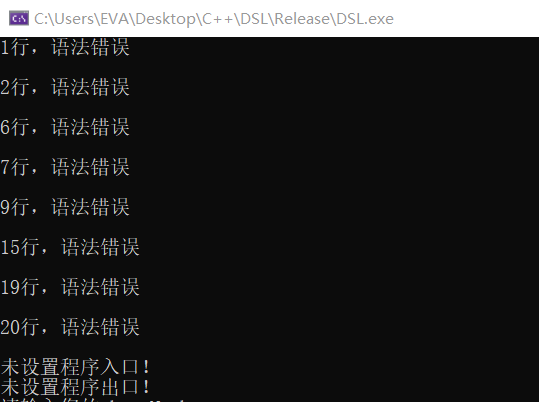 C:\Users\EVA\Desktop\C++\DSL\Release\DSL.exe
1行，语法错误
2行，语法错误
6行，语法错误
7行，语法错误
9行，语法错误
15行，语法错误
19行，语法错误
20行，语法错误
未设置程序入口！
未设置程序出口！